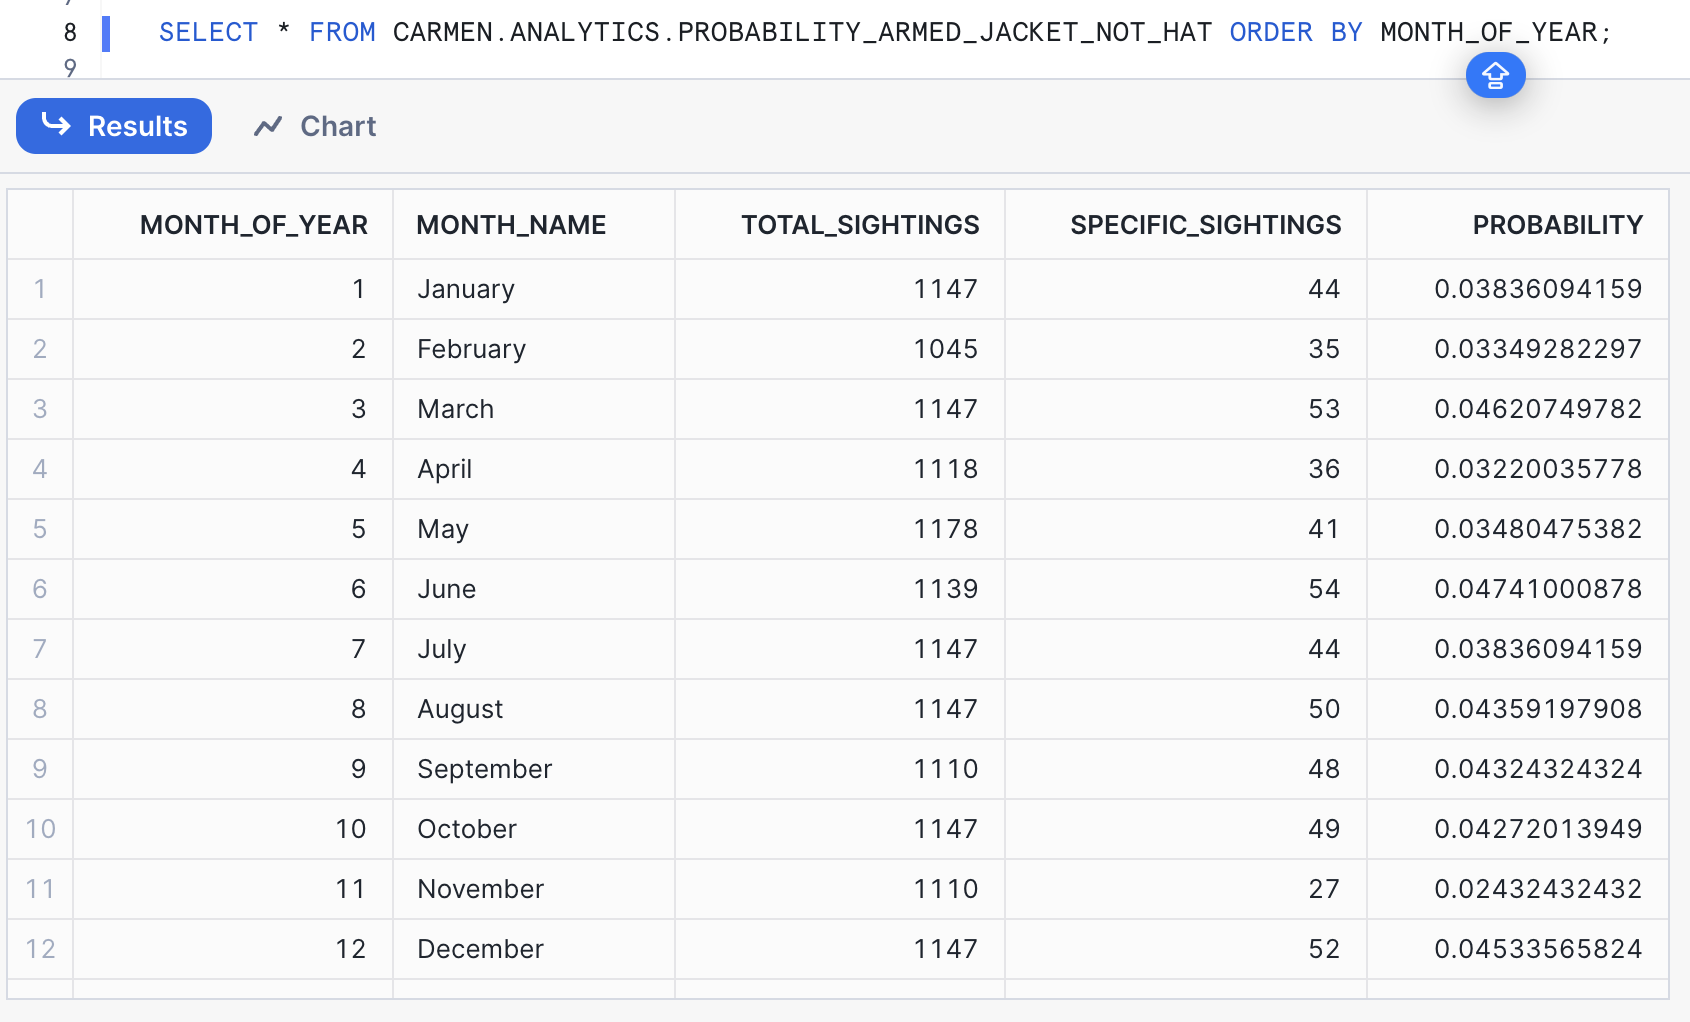 8 SELECT * FROM CARMEN.ANALYTICS.PROBABILITY_ARMED_JACKET_NOT_HAT ORDER BY MONTH_OF_YEAR;
9
Results Chart
MONTH_OF_YEAR MONTH_NAME TOTAL_SIGHTINGS SPECIFIC_SIGHTINGS PROBABILITY
1 1 January 1147 44 0.03836094159
2 2 February 1045 35 0.03349282297
3 3 March 1147 53 0.04620749782
4 4 April 1118 36 0.03220035778
5 5 May 1178 41 0.03480475382
6 6 June 1139 54 0.04741000878
7 7 July 1147 44 0.03836094159
8 8 August 1147 50 0.04359197908
9 9 September 1110 48 0.04324324324
10 10 October 1147 49 0.04272013949
11 11 November 1110 27 0.02432432432
12 12 December 1147 52 0.04533565824